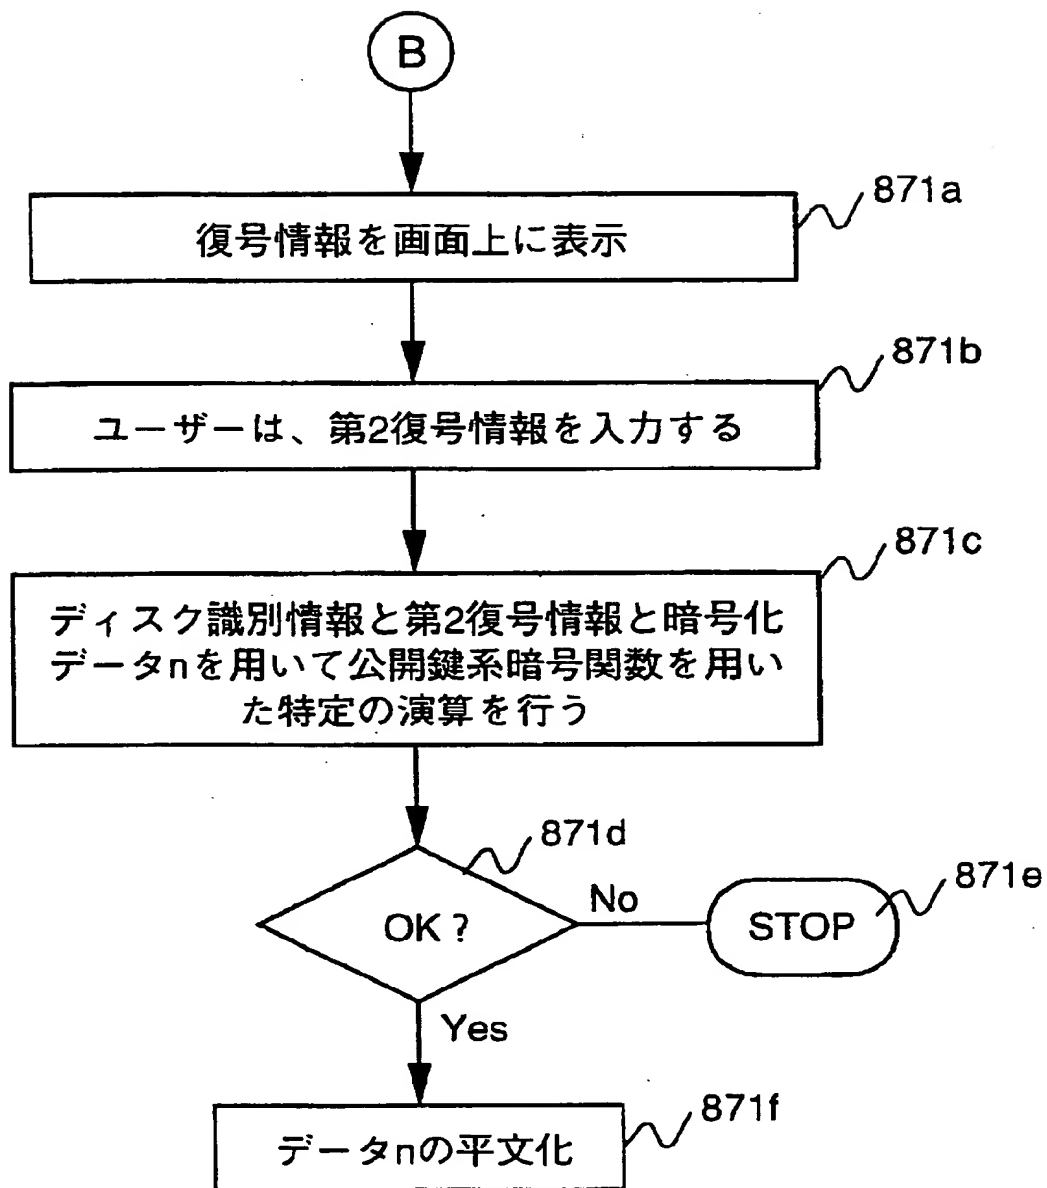 B
871a
復号情報を画面上に表示
871b
ユーザーは、第2復号情報を入力する
871c
ディスク識別情報と第2復号情報と暗号化
データnを用いて公開鍵系暗号関数を用い
た特定の演算を行う
871d
OK?
No
STOP
871e
Yes
871f
データnの平文化